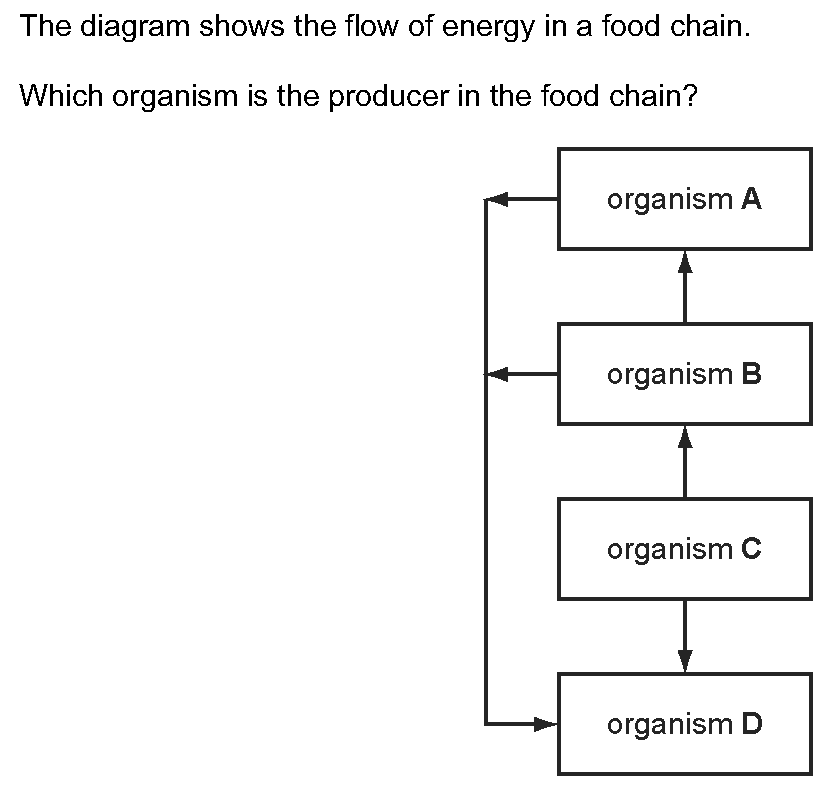 The diagram shows the flow of energy in a food chain.
Which organism is the producer in the food chain?
organism A
organism B
organism C
organism D